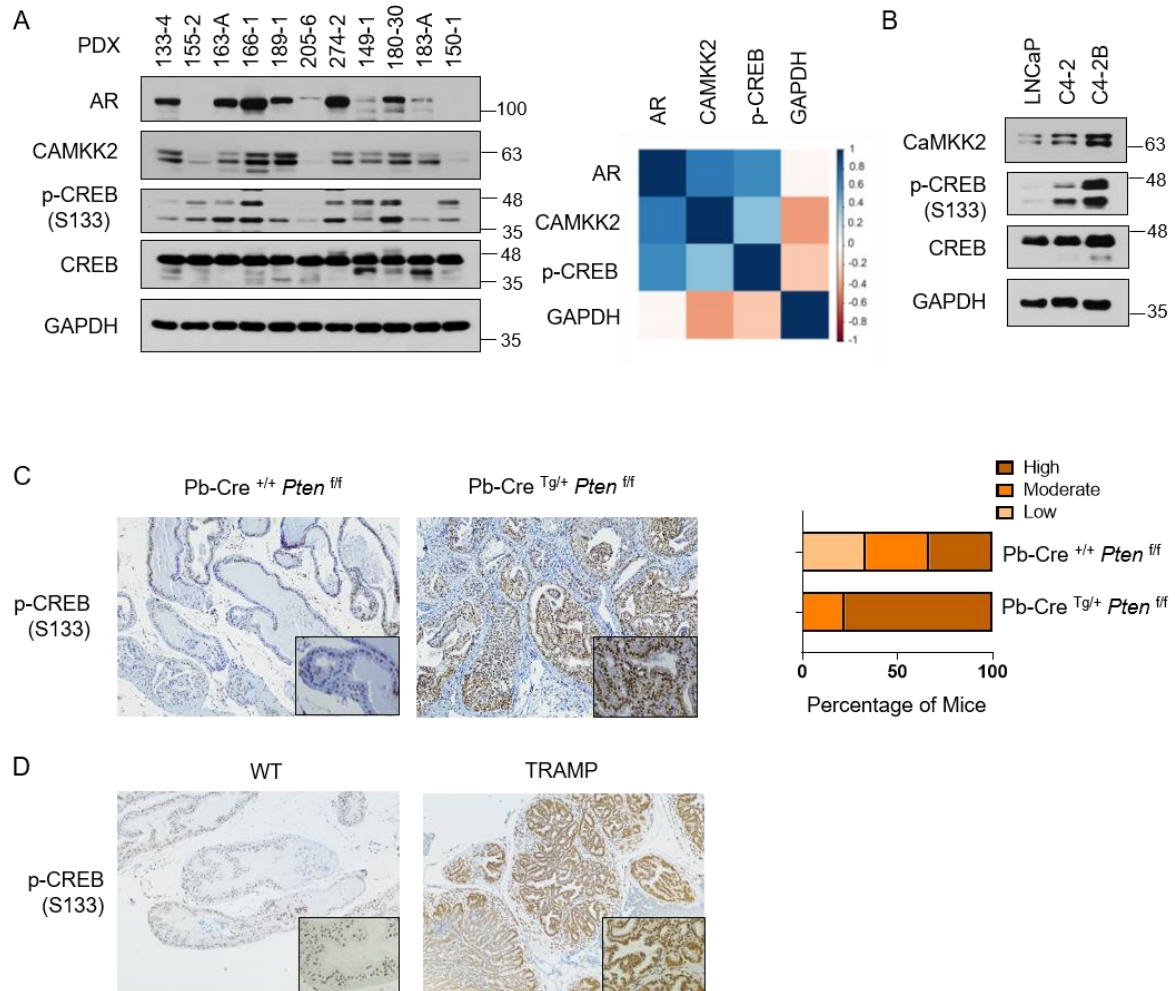 A
PDX
133-4
155-2
163-A
166-1
189-1
205-6
274-2
149-1
180-30
183-A
150-1
AR
100
CAMKK2
63
p-CREB
(S133)
48
35
CREB
48
35
GAPDH
35
AR
CAMKK2
p-CREB
GAPDH
AR
CAMKK2
p-CREB
GAPDH
1
0.8
0.6
0.4
0.2
0
-0.2
-0.4
-0.6
-0.8
-1
B
LNCaP
C4-2
C4-2B
CaMKK2
63
p-CREB
(S133)
48
35
CREB
48
GAPDH
35
C
Pb-Cre +/+ Pten f/f
Pb-Cre Tg/+ Pten f/f
p-CREB
(S133)
High
Moderate
Low
Pb-Cre +/+ Pten f/f
Pb-Cre Tg/+ Pten f/f
0 50 100
Percentage of Mice
D
WT
TRAMP
p-CREB
(S133)